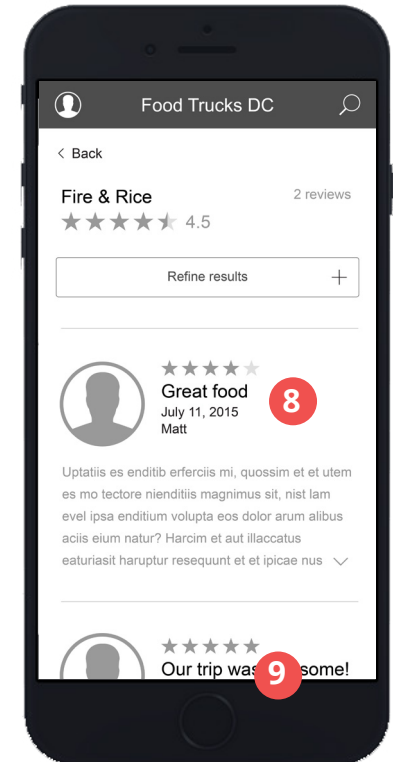 Food Trucks DC
< Back
Fire & Rice
2 reviews
4.5
Refine results +
Great food
8
July 11, 2015
Matt
Uptatiis es enditib erferciis mi, quossim et et utem
es mo tectore nienditiis magnimus sit, nist lam
evel ipsa enditium volupta eos dolor arum alibus
aciis eium natur? Harcim et aut illaccatus
eaturiasit haruptur resequunt et et ipicae nus
Our trip was some!
9